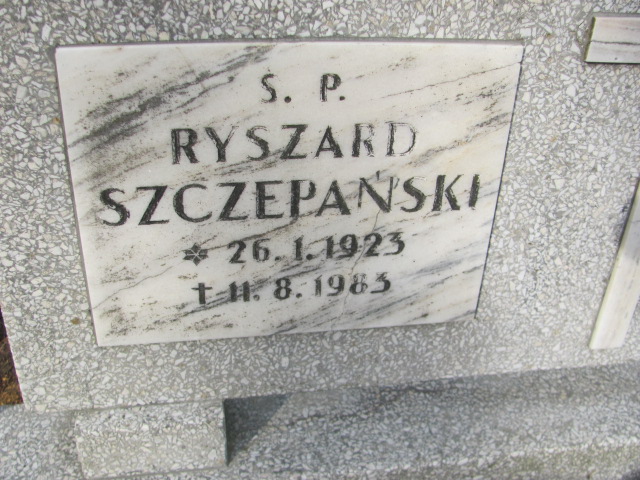 S. P.
RYSZARD
SZCZEPAŃSKI
* 26. 1. 1923
† 11. 8. 1983